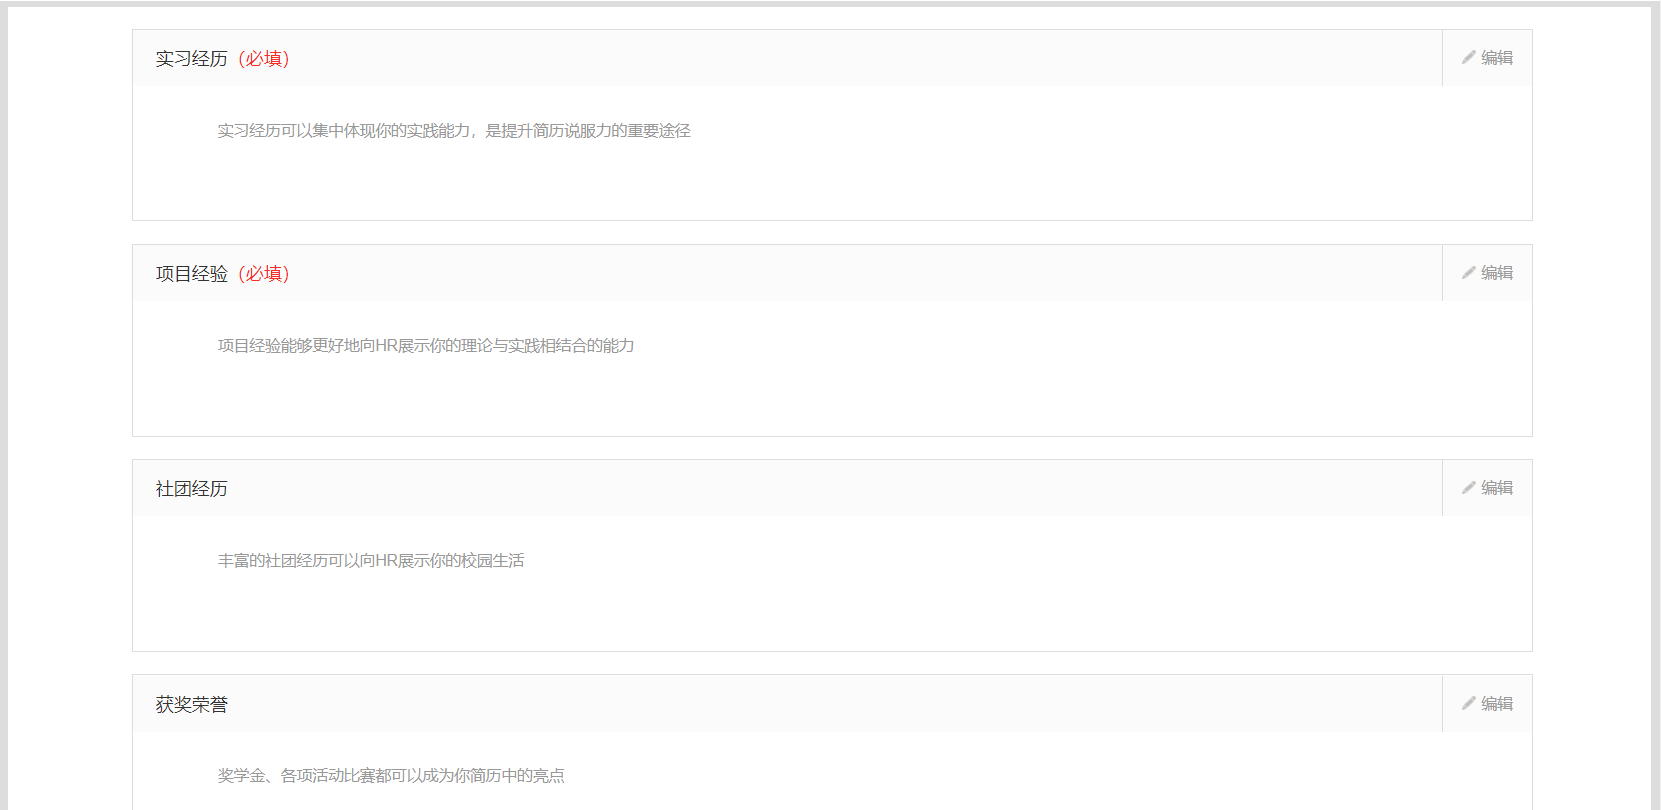 实习经历（必填）
编辑
实习经历可以集中体现你的实践能力，是提升简历说服力的重要途径
项目经验（必填）
编辑
项目经验能够更好地向HR展示你的理论与实践相结合的能力
社团经历
编辑
丰富的社团经历可以向HR展示你的校园生活
获奖荣誉
编辑
奖学金、各项活动比赛都可以成为你简历中的亮点